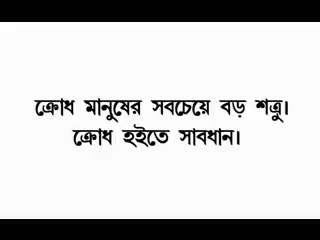 ক্রোধ মানুষের সবচেয়ে বড় শত্রু।
ক্রোধ হইতে সাবধান।